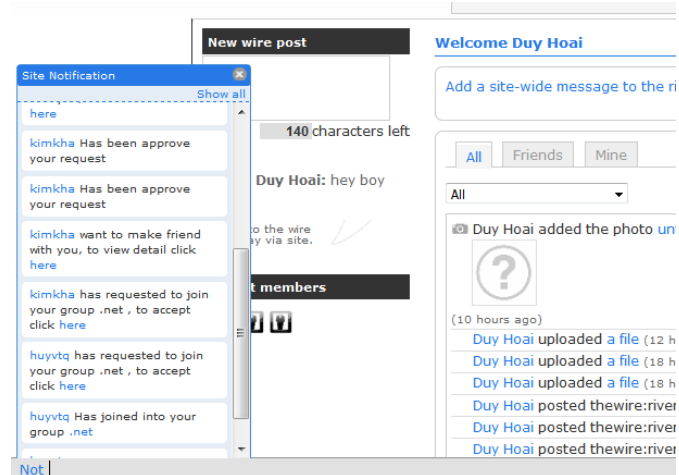 New wire post
140 characters left
Duy Hoai: hey boy
to the wire
via site.
members
Site Notification
Show all
here
kimkha Has been approve
your request
kimkha Has been approve
your request
kimkha want to make friend
with you, to view detail click
here
kimkha has requested to join
your group .net , to accept
click here
huyvtq has requested to join
your group .net , to accept
click here
huyvtq Has joined into your
group .net
Not
Welcome Duy Hoai
Add a site-wide message to the
All Friends Mine
All
Duy Hoai added the photo
?
(10 hours ago)
Duy Hoai uploaded a file (12
Duy Hoai uploaded a file (18
Duy Hoai uploaded a file (18
Duy Hoai posted thewire:river
Duy Hoai posted thewire:river
Duy Hoai posted thewire:river